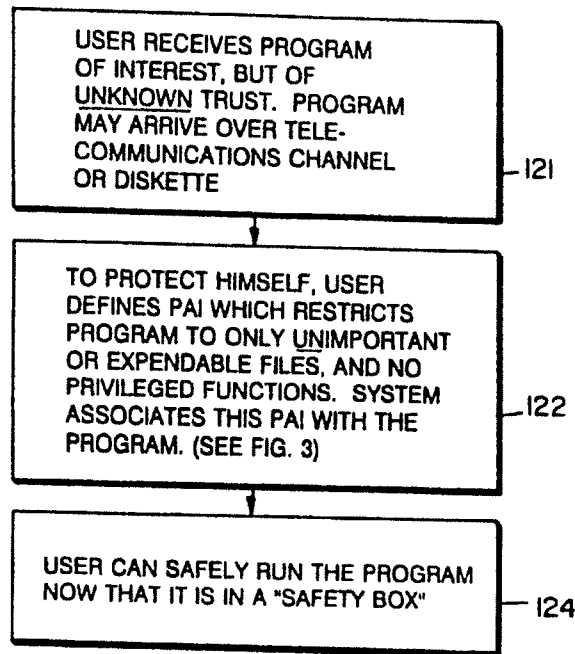 USER RECEIVES PROGRAM
OF INTEREST, BUT OF
UNKNOWN TRUST. PROGRAM
MAY ARRIVE OVER TELE-
COMMUNICATIONS CHANNEL
OR DISKETTE
121
TO PROTECT HIMSELF, USER
DEFINES PAI WHICH RESTRICTS
PROGRAM TO ONLY UNIMPORTANT
OR EXPENDABLE FILES, AND NO
PRIVILEGED FUNCTIONS. SYSTEM
ASSOCIATES THIS PAI WITH THE
PROGRAM. (SEE FIG. 3)
122
USER CAN SAFELY RUN THE PROGRAM
NOW THAT IT IS IN A "SAFETY BOX"
124